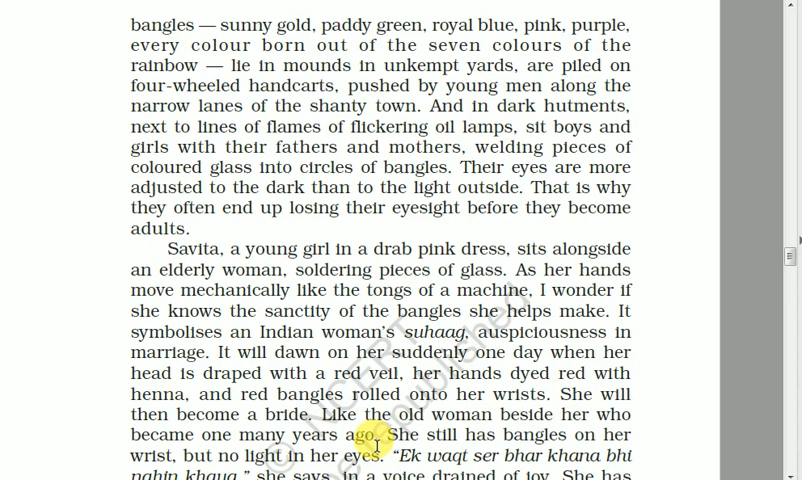 bangles — sunny gold, paddy green, royal blue, pink, purple,
every colour born out of the seven colours of the
rainbow — lie in mounds in unkempt yards, are piled on
four-wheeled handcarts, pushed by young men along the
narrow lanes of the shanty town. And in dark hutments,
next to lines of flames of flickering oil lamps, sit boys and
girls with their fathers and mothers, welding pieces of
coloured glass into circles of bangles. Their eyes are more
adjusted to the dark than to the light outside. That is why
they often end up losing their eyesight before they become
adults.
Savita, a young girl in a drab pink dress, sits alongside
an elderly woman, soldering pieces of glass. As her hands
move mechanically like the tongs of a machine, I wonder if
she knows the sanctity of the bangles she helps make. It
symbolises an Indian woman's suhaag, auspiciousness in
marriage. It will dawn on her suddenly one day when her
head is draped with a red veil, her hands dyed red with
henna, and red bangles rolled onto her wrists. She will
then become a bride. Like the old woman beside her who
became one many years ago. She still has bangles on her
wrist, but no light in her eyes. “Ek waqt ser bhar khana bhi
nahin khaya,” she says, in a voice drained of joy. She has
© NCERT
republished